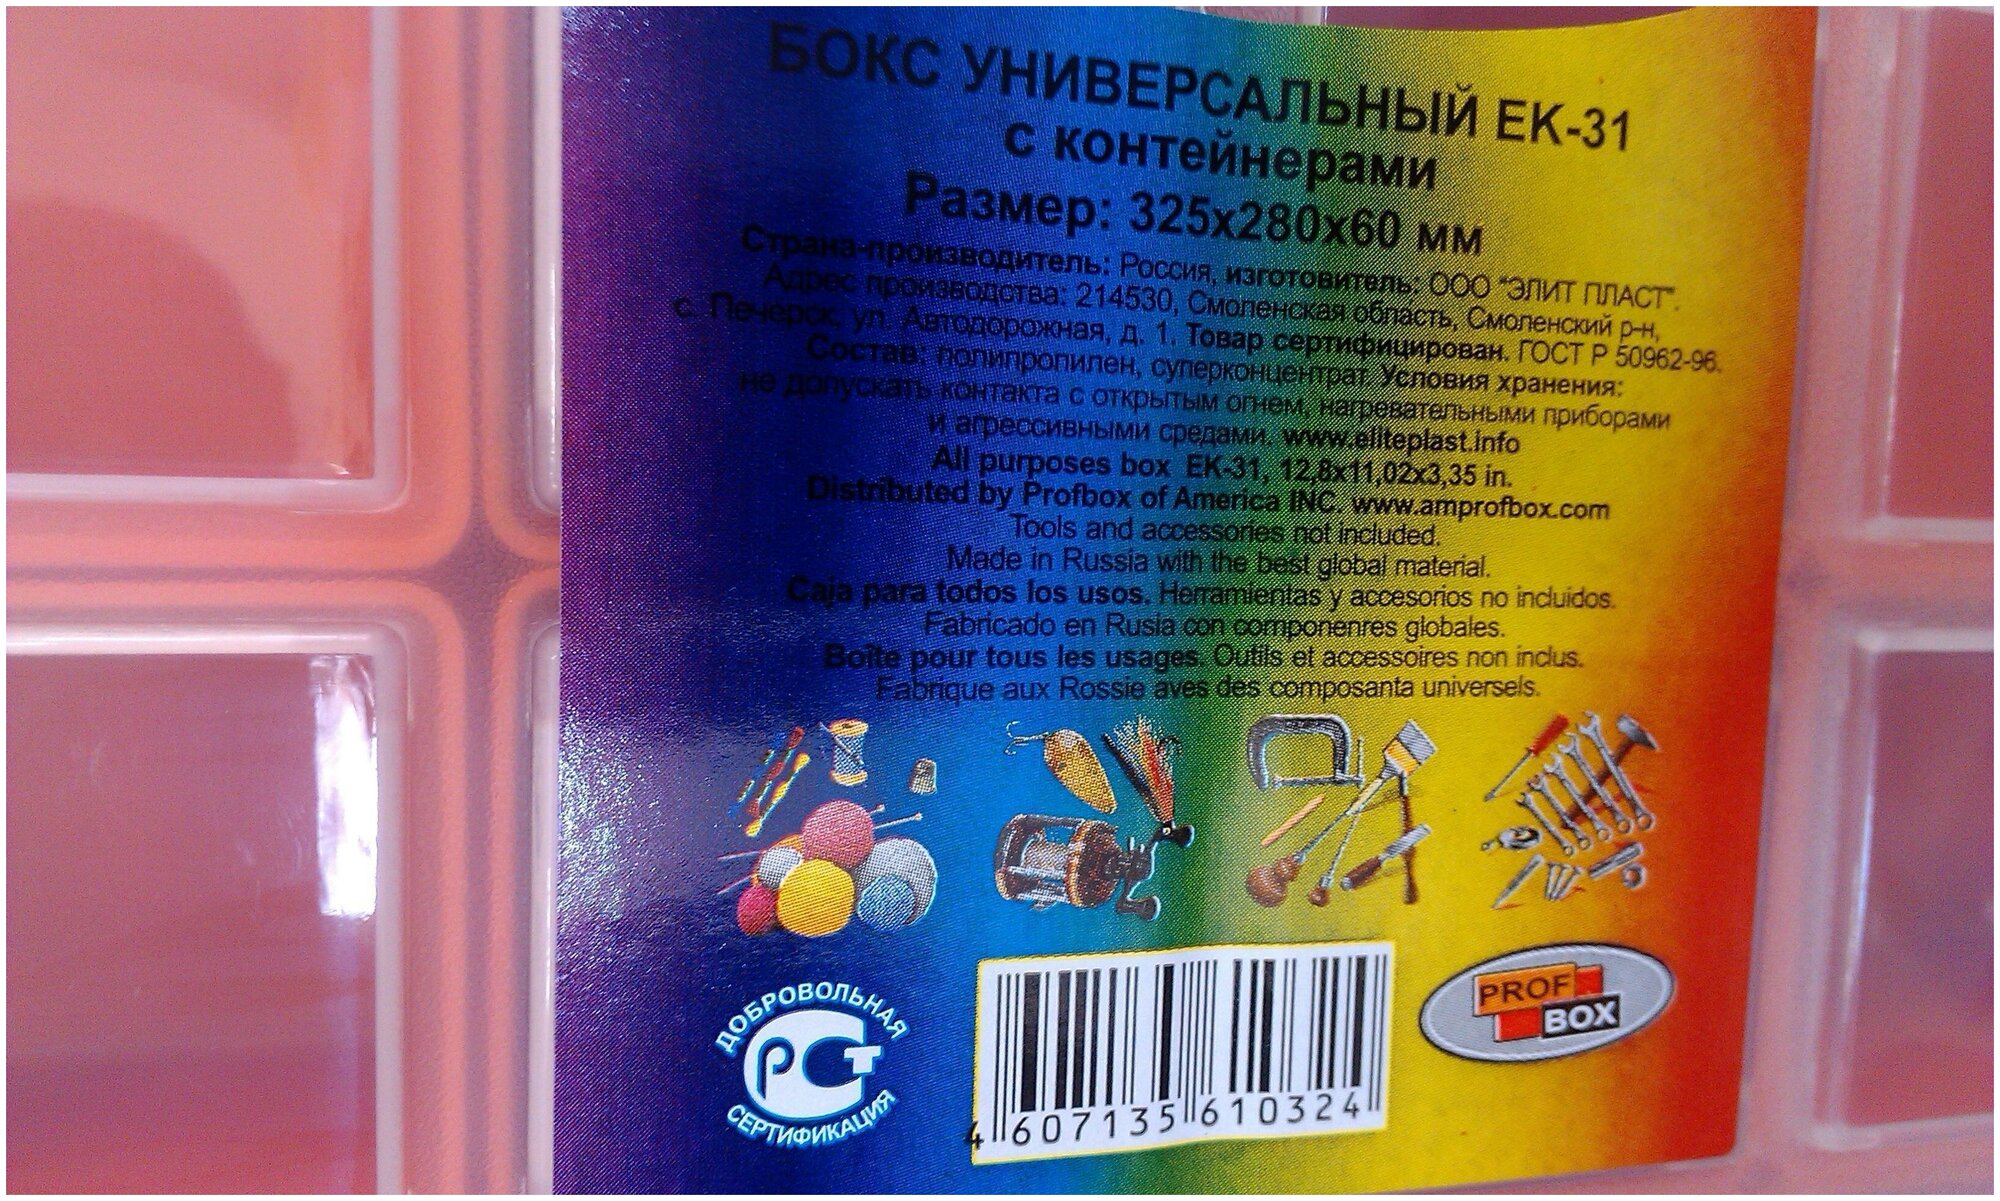 БОКС УНИВЕРСАЛЬНЫЙ ЕК-31
с контейнерами
Размер: 325х280х60 мм
Страна-производитель: Россия, изготовитель: ООО "ЭЛИТ ПЛАСТ".
Адрес производства: 214530, Смоленская область, Смоленский р-н,
с. Печерск, ул. Автодорожная, д. 1. Товар сертифицирован. ГОСТ Р 50962-96.
Состав: полипропилен, суперконцентрат. Условия хранения:
не допускать контакта с открытым огнем, нагревательными приборами
и агрессивными средами. www.eliteplast.info
All purposes box EK-31, 12,8x11,02x3,35 in.
Distributed by Profbox of America INC. www.amprofbox.com
Tools and accessories not included.
Made in Russia with the best global material.
Caja para todos los usos. Herramientas y accesorios no incluidos.
Fabricado en Rusia con componenres globales.
Boîte pour tous les usages. Outils et accessoires non inclus.
Fabrique aux Rossie aves des composanta universels.
ДОБРОВОЛЬНАЯ
РСТ
СЕРТИФИКАЦИЯ
4 607135 610324
PROF
BOX